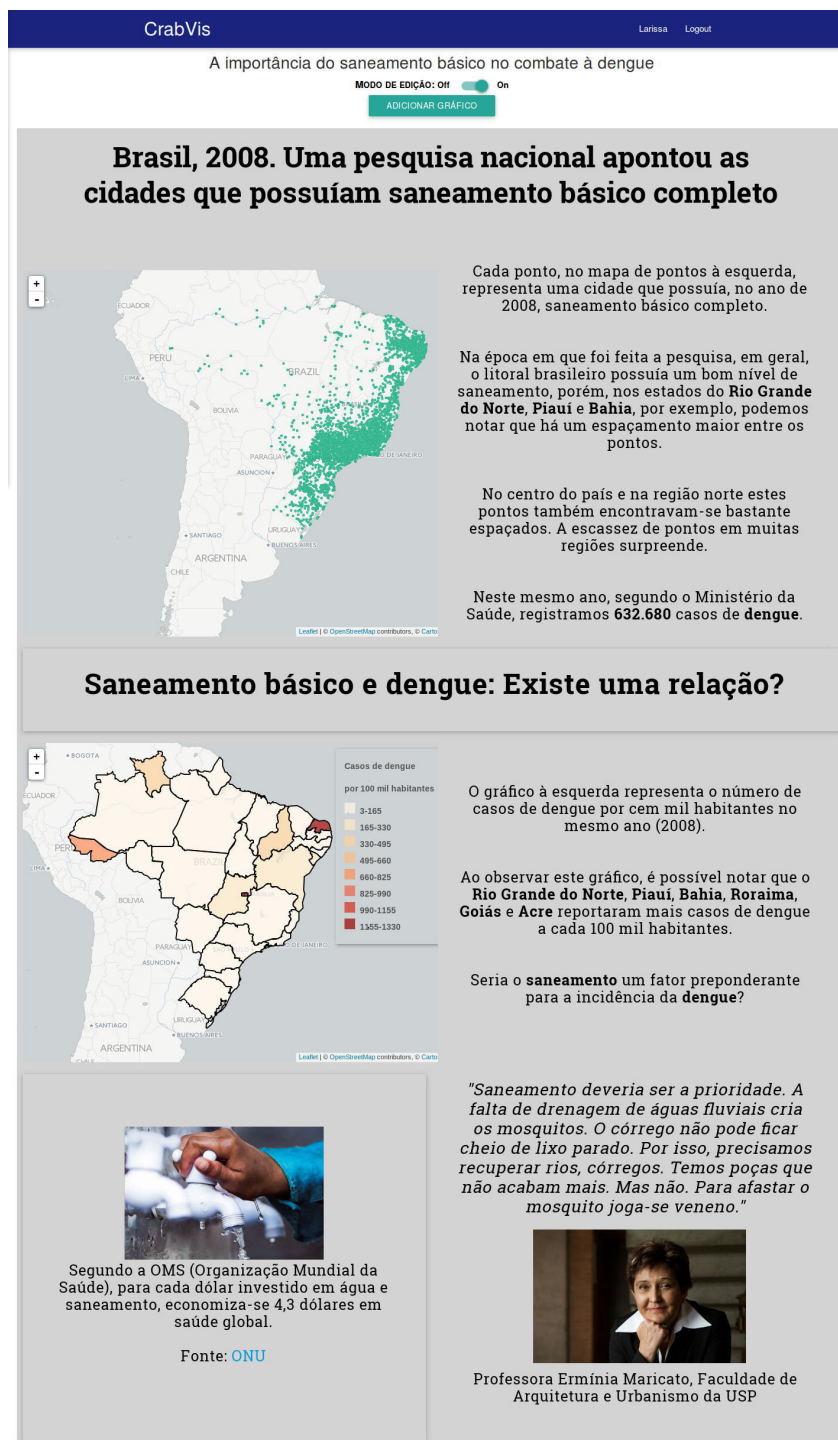 CrabVis
Larissa Logout
A importância do saneamento básico no combate à dengue
MODO DE EDIÇÃO: Off On
ADICIONAR GRÁFICO
Brasil, 2008. Uma pesquisa nacional apontou as
cidades que possuíam saneamento básico completo
+
-
ECUADOR
PERU
LIMA
BRAZIL
BOLIVIA
PARAGUAY
ASUNCION
DE JANEIRO
SANTIAGO
URUGUAY
BUENOS AIRES
ARGENTINA
CHILE
Leaflet | © OpenStreetMap contributors, © Carto
Cada ponto, no mapa de pontos à esquerda,
representa uma cidade que possuía, no ano de
2008, saneamento básico completo.
Na época em que foi feita a pesquisa, em geral,
o litoral brasileiro possuía um bom nível de
saneamento, porém, nos estados do Rio Grande
do Norte, Piauí e Bahia, por exemplo, podemos
notar que há um espaçamento maior entre os
pontos.
No centro do país e na região norte estes
pontos também encontravam-se bastante
espaçados. A escassez de pontos em muitas
regiões surpreende.
Neste mesmo ano, segundo o Ministério da
Saúde, registramos 632.680 casos de dengue.
Saneamento básico e dengue: Existe uma relação?
+
-
BOGOTA
ECUADOR
PERU
LIMA
BRAZIL
BOLIVIA
PARAGUAY
ASUNCION
DE JANEIRO
SANTIAGO
URUGUAY
BUENOS AIRES
ARGENTINA
CHILE
Casos de dengue
por 100 mil habitantes
3-165
165-330
330-495
495-660
660-825
825-990
990-1155
1155-1330
Leaflet | © OpenStreetMap contributors, © Carto
O gráfico à esquerda representa o número de
casos de dengue por cem mil habitantes no
mesmo ano (2008).
Ao observar este gráfico, é possível notar que o
Rio Grande do Norte, Piauí, Bahia, Roraima,
Goiás e Acre reportaram mais casos de dengue
a cada 100 mil habitantes.
Seria o saneamento um fator preponderante
para a incidência da dengue?
Segundo a OMS (Organização Mundial da
Saúde), para cada dólar investido em água e
saneamento, economiza-se 4,3 dólares em
saúde global.
Fonte: ONU
"Saneamento deveria ser a prioridade. A
falta de drenagem de águas fluviais cria
os mosquitos. O córrego não pode ficar
cheio de lixo parado. Por isso, precisamos
recuperar rios, córregos. Temos poças que
não acabam mais. Mas não. Para afastar o
mosquito joga-se veneno."
Professora Ermínia Maricato, Faculdade de
Arquitetura e Urbanismo da USP